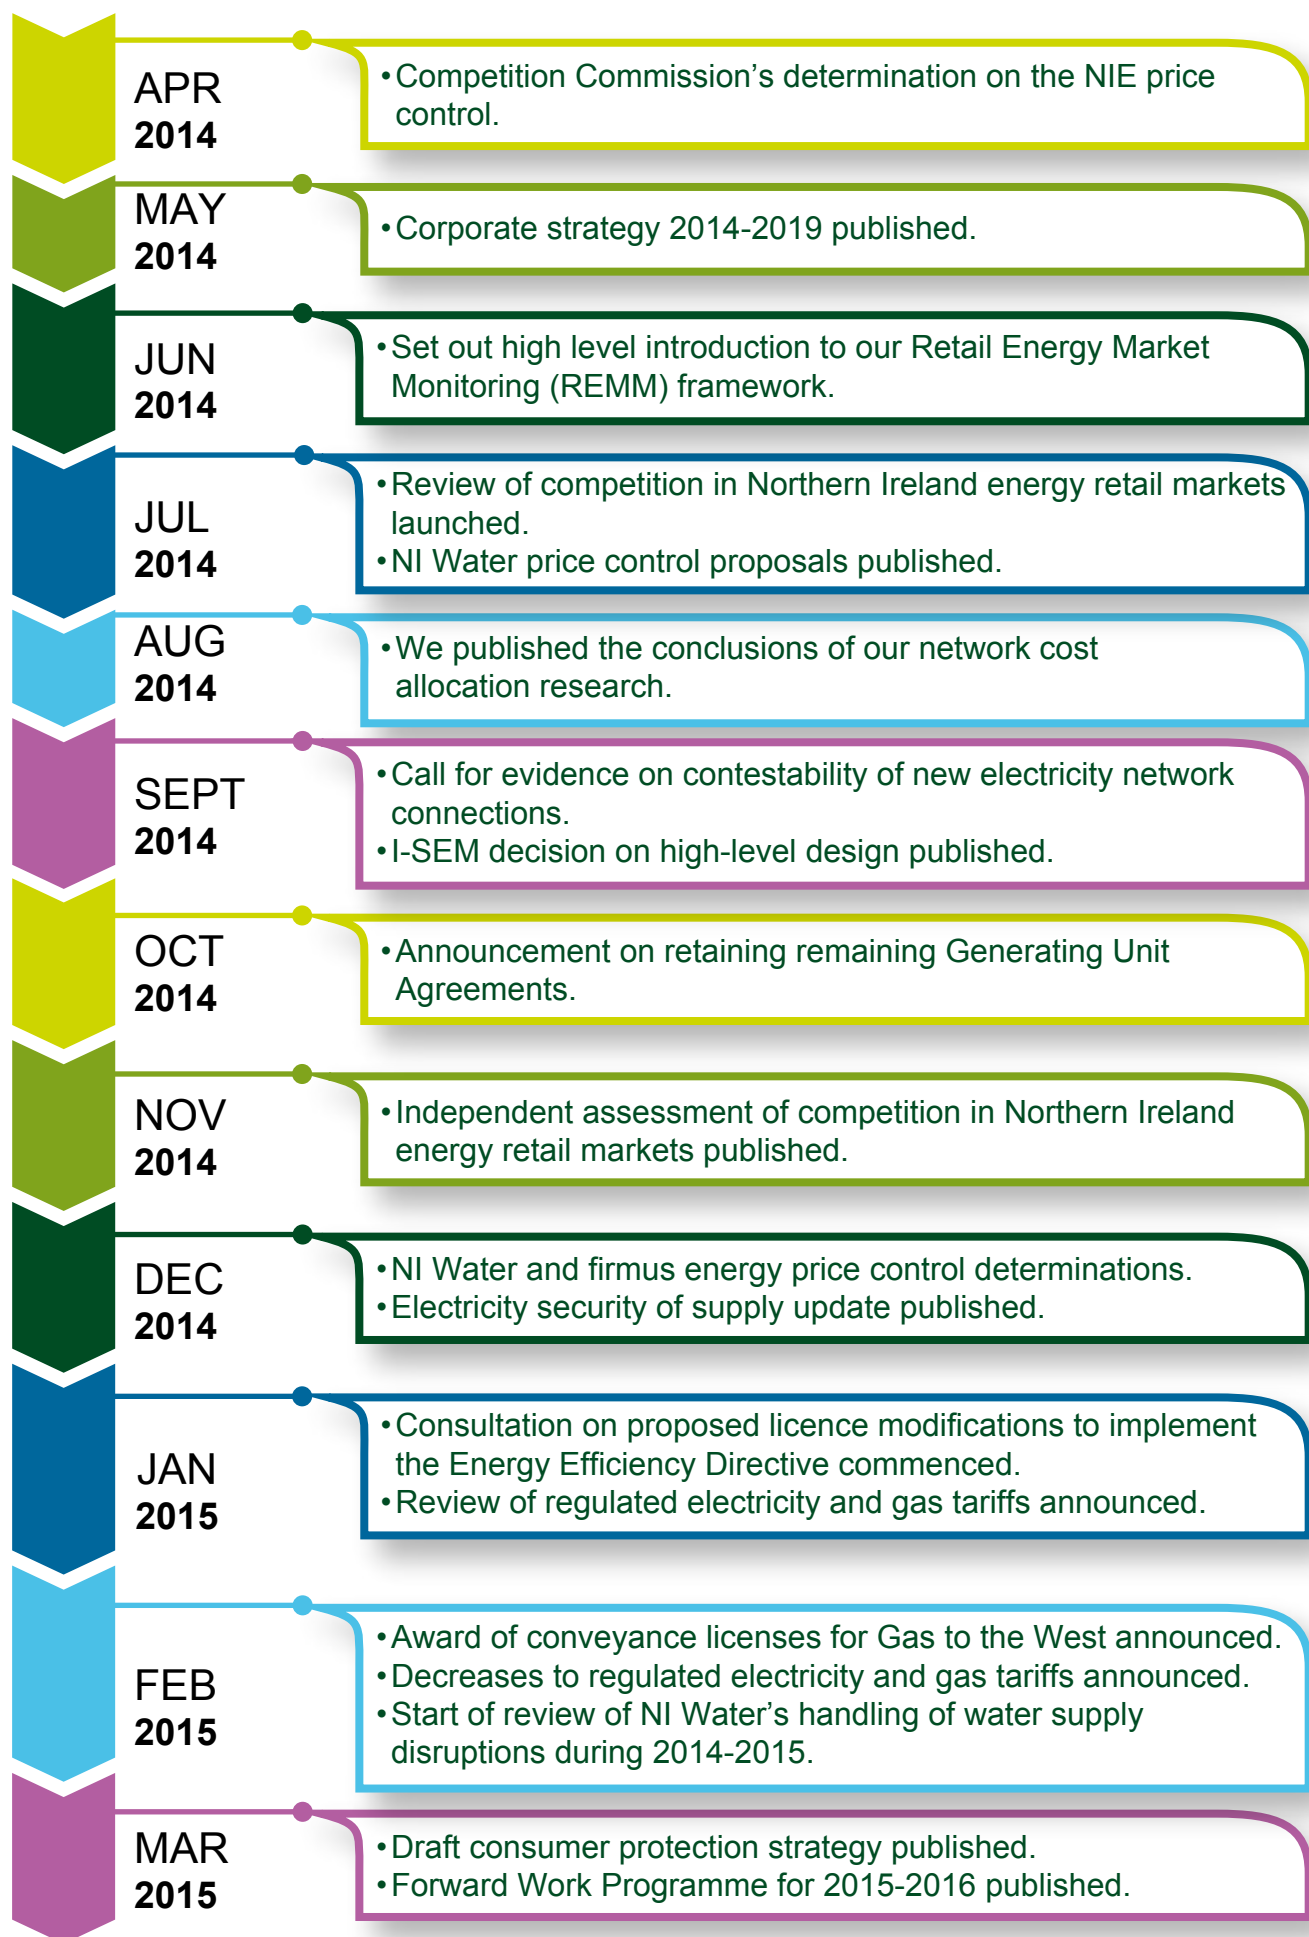 APR
2014
•Competition Commission's determination on the NIE price
control.
MAY
2014
•Corporate strategy 2014-2019 published.
JUN
2014
•Set out high level introduction to our Retail Energy Market
Monitoring (REMM) framework.
JUL
2014
•Review of competition in Northern Ireland energy retail markets
launched.
•NI Water price control proposals published.
AUG
2014
•We published the conclusions of our network cost
allocation research.
SEPT
2014
•Call for evidence on contestability of new electricity network
connections.
•I-SEM decision on high-level design published.
OCT
2014
•Announcement on retaining remaining Generating Unit
Agreements.
NOV
2014
•Independent assessment of competition in Northern Ireland
energy retail markets published.
DEC
2014
•NI Water and firmus energy price control determinations.
•Electricity security of supply update published.
JAN
2015
•Consultation on proposed licence modifications to implement
the Energy Efficiency Directive commenced.
•Review of regulated electricity and gas tariffs announced.
FEB
2015
•Award of conveyance licenses for Gas to the West announced.
•Decreases to regulated electricity and gas tariffs announced.
•Start of review of NI Water's handling of water supply
disruptions during 2014-2015.
MAR
2015
•Draft consumer protection strategy published.
•Forward Work Programme for 2015-2016 published.